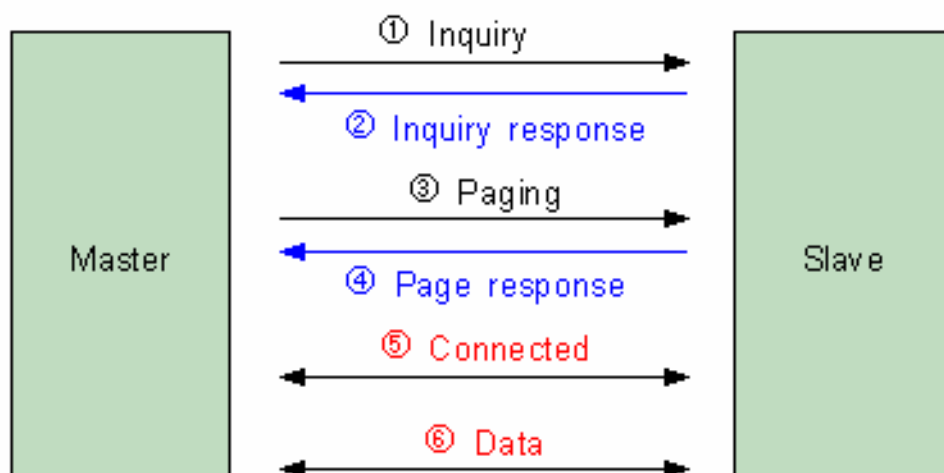 ① Inquiry
② Inquiry response
③ Paging
Master
Slave
④ Page response
⑤ Connected
⑥ Data